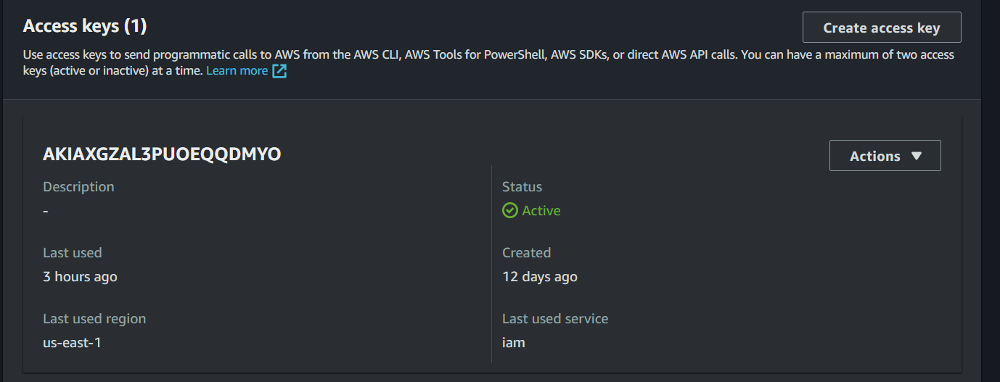 Access keys (1)
Create access key
Use access keys to send programmatic calls to AWS from the AWS CLI, AWS Tools for PowerShell, AWS SDKs, or direct AWS API calls. You can have a maximum of two access
keys (active or inactive) at a time. Learn more
AKIAXGZAL3PUOEQQDMYO
Actions
Description
-
Status
Active
Last used
3 hours ago
Created
12 days ago
Last used region
us-east-1
Last used service
iam